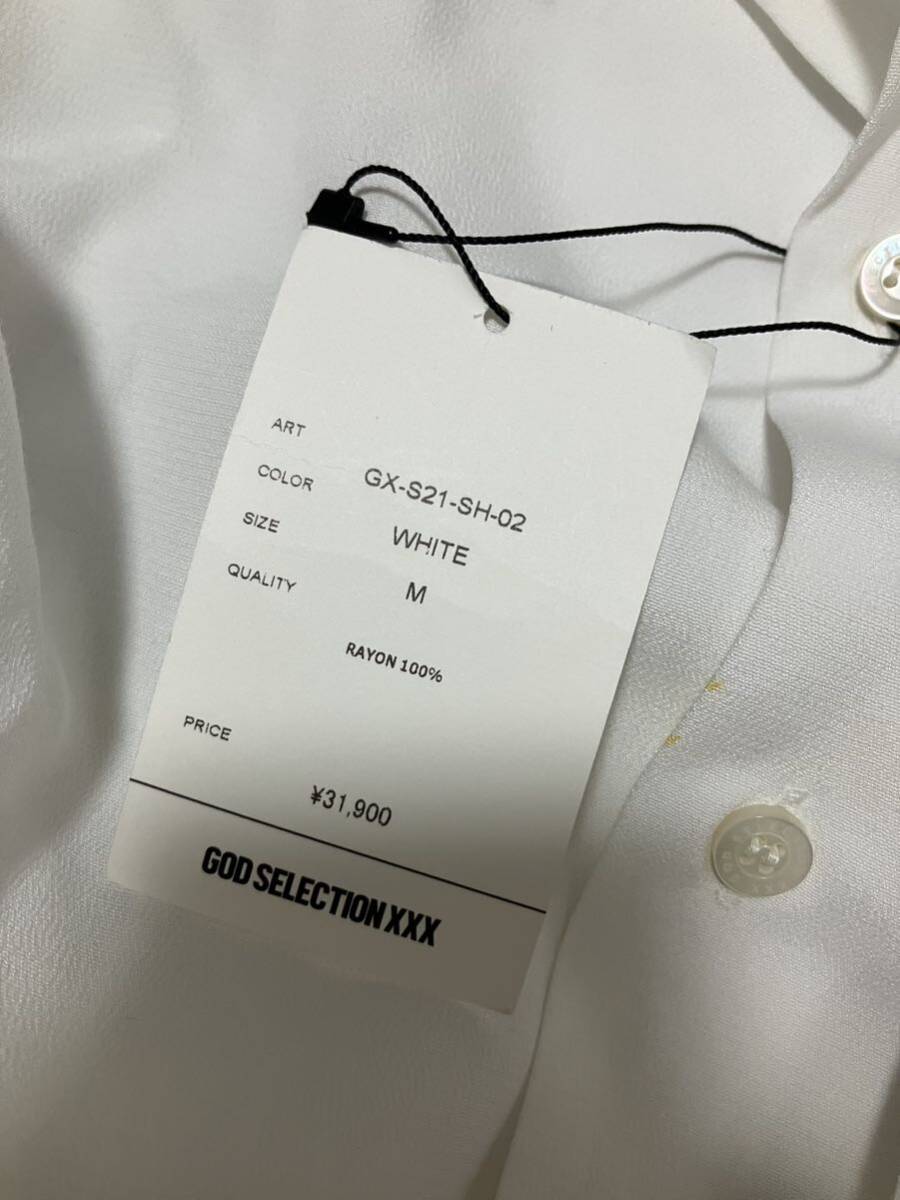 ART GX-S21-SH-02
COLOR WHITE
SIZE M
QUALITY
RAYON 100%
PRICE
¥31,900
GOD SELECTION XXX